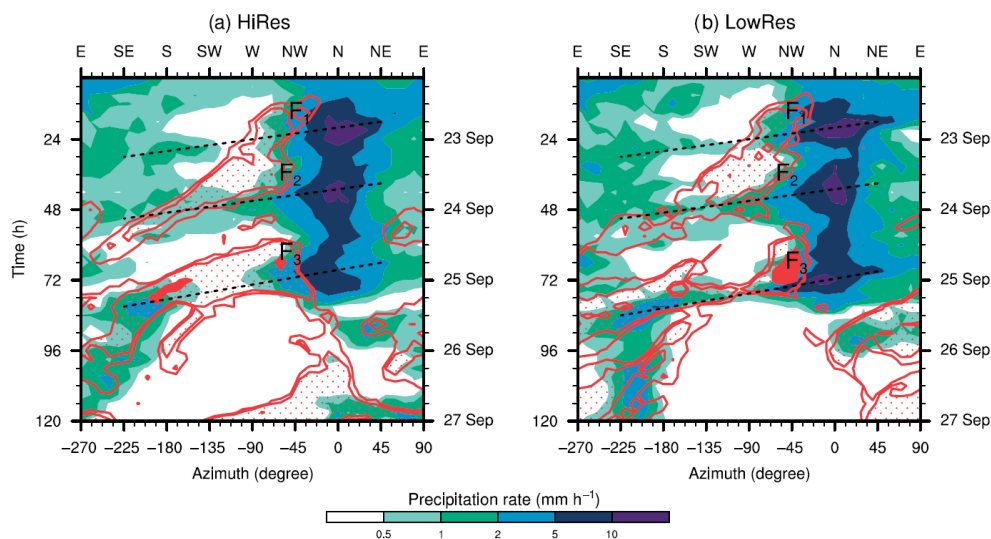 (a) HiRes
E SE S SW W NW N NE E
Time (h)
24
48
72
96
120
F1
F2
F3
23 Sep
24 Sep
25 Sep
26 Sep
27 Sep
−270 −225 −180 −135 −90 −45 0 45 90
Azimuth (degree)
(b) LowRes
E SE S SW W NW N NE E
24
48
72
96
120
F1
F2
F3
23 Sep
24 Sep
25 Sep
26 Sep
27 Sep
−270 −225 −180 −135 −90 −45 0 45 90
Azimuth (degree)
Precipitation rate (mm h⁻¹)
0.5 1 2 5 10